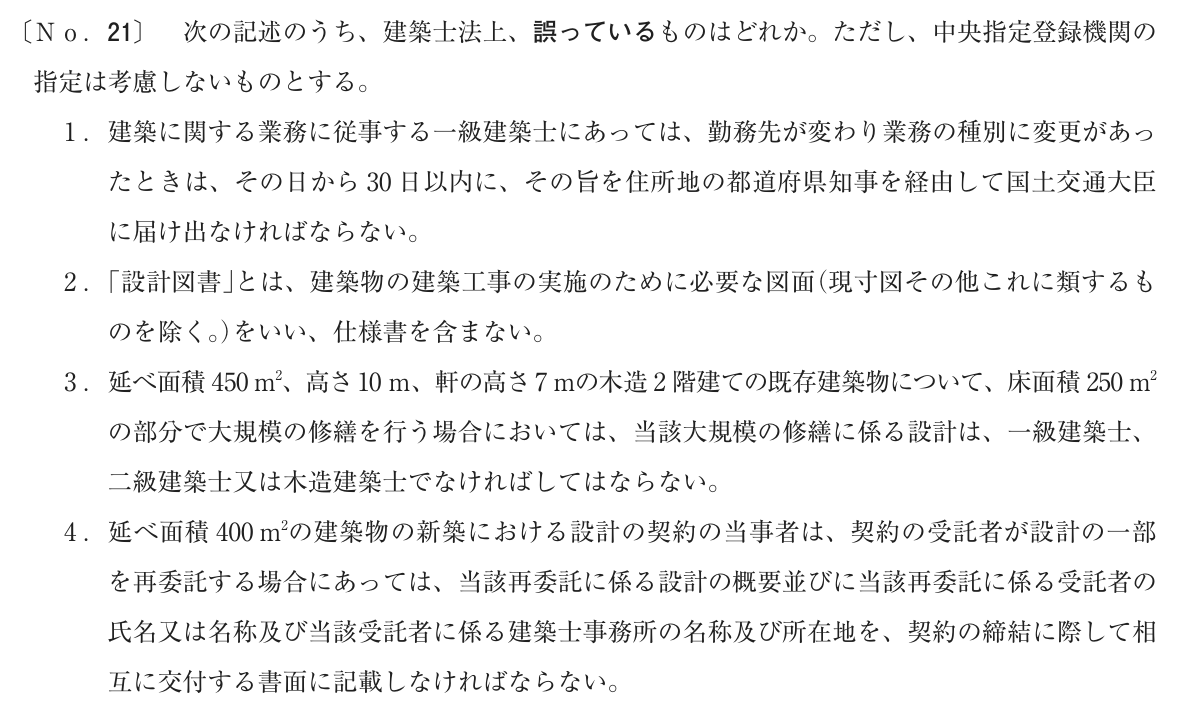 〔Ｎｏ．21〕　次の記述のうち、建築士法上、誤っているものはどれか。ただし、中央指定登録機関の
指定は考慮しないものとする。
１．建築に関する業務に従事する一級建築士にあっては、勤務先が変わり業務の種別に変更があっ
たときは、その日から 30 日以内に、その旨を住所地の都道府県知事を経由して国土交通大臣
に届け出なければならない。
２．「設計図書」とは、建築物の建築工事の実施のために必要な図面(現寸図その他これに類するも
のを除く。)をいい、仕様書を含まない。
３．延べ面積 450 m²、高さ 10 m、軒の高さ 7 mの木造２階建ての既存建築物について、床面積 250 m²
の部分で大規模の修繕を行う場合においては、当該大規模の修繕に係る設計は、一級建築士、
二級建築士又は木造建築士でなければしてはならない。
４．延べ面積 400 m²の建築物の新築における設計の契約の当事者は、契約の受託者が設計の一部
を再委託する場合にあっては、当該再委託に係る設計の概要並びに当該再委託に係る受託者の
氏名又は名称及び当該受託者に係る建築士事務所の名称及び所在地を、契約の締結に際して相
互に交付する書面に記載しなければならない。